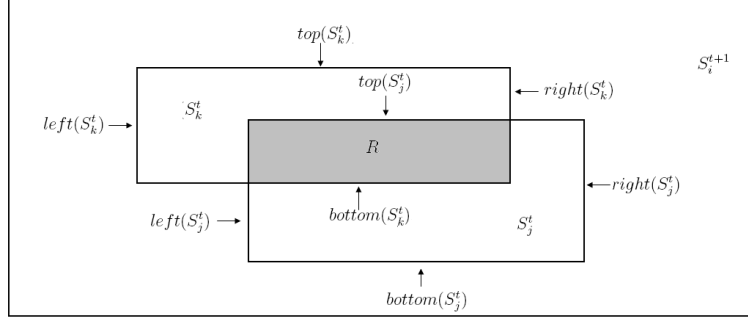 top(S_k^t)
S_i^{t+1}
top(S_j^t)
right(S_k^t)
S_k^t
left(S_k^t)
R
right(S_j^t)
bottom(S_k^t)
left(S_j^t)
S_j^t
bottom(S_j^t)